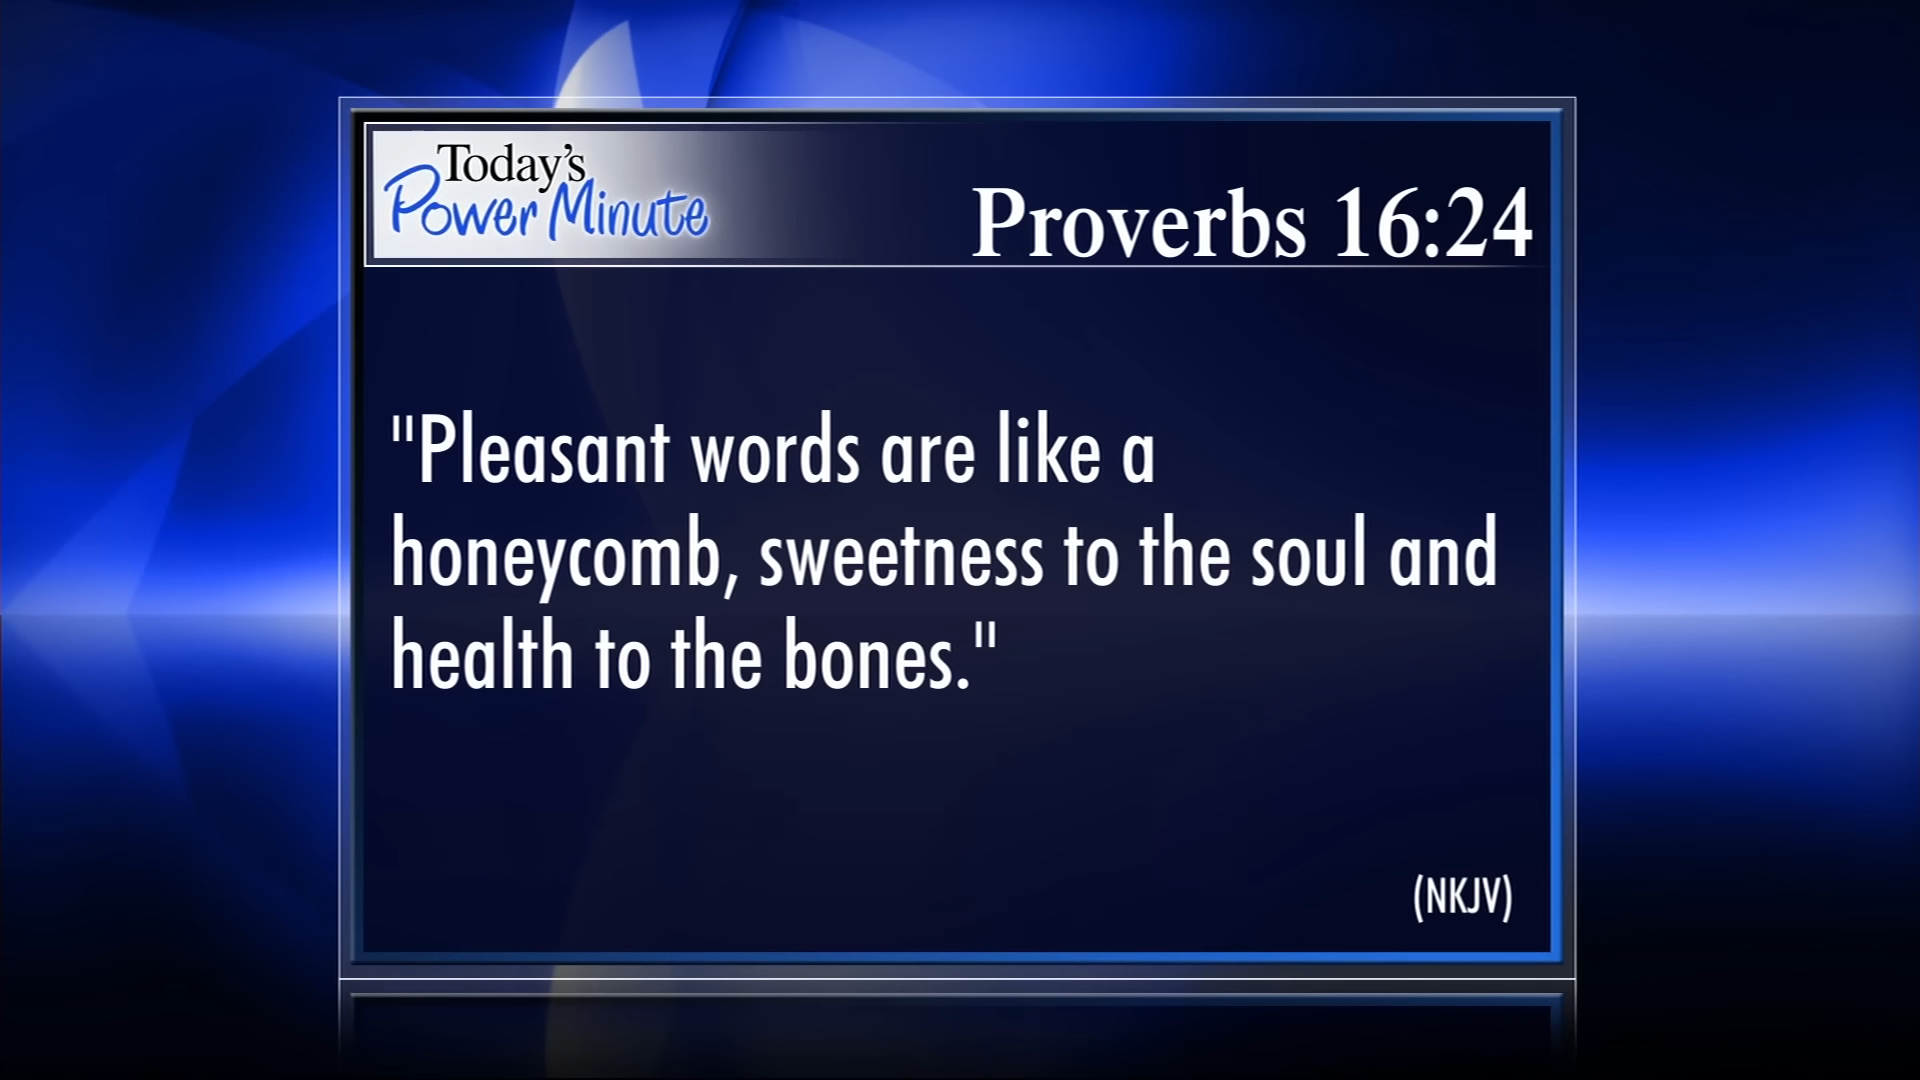 Today's
Power Minute
Proverbs 16:24
"Pleasant words are like a
honeycomb, sweetness to the soul and
health to the bones."
(NKJV)